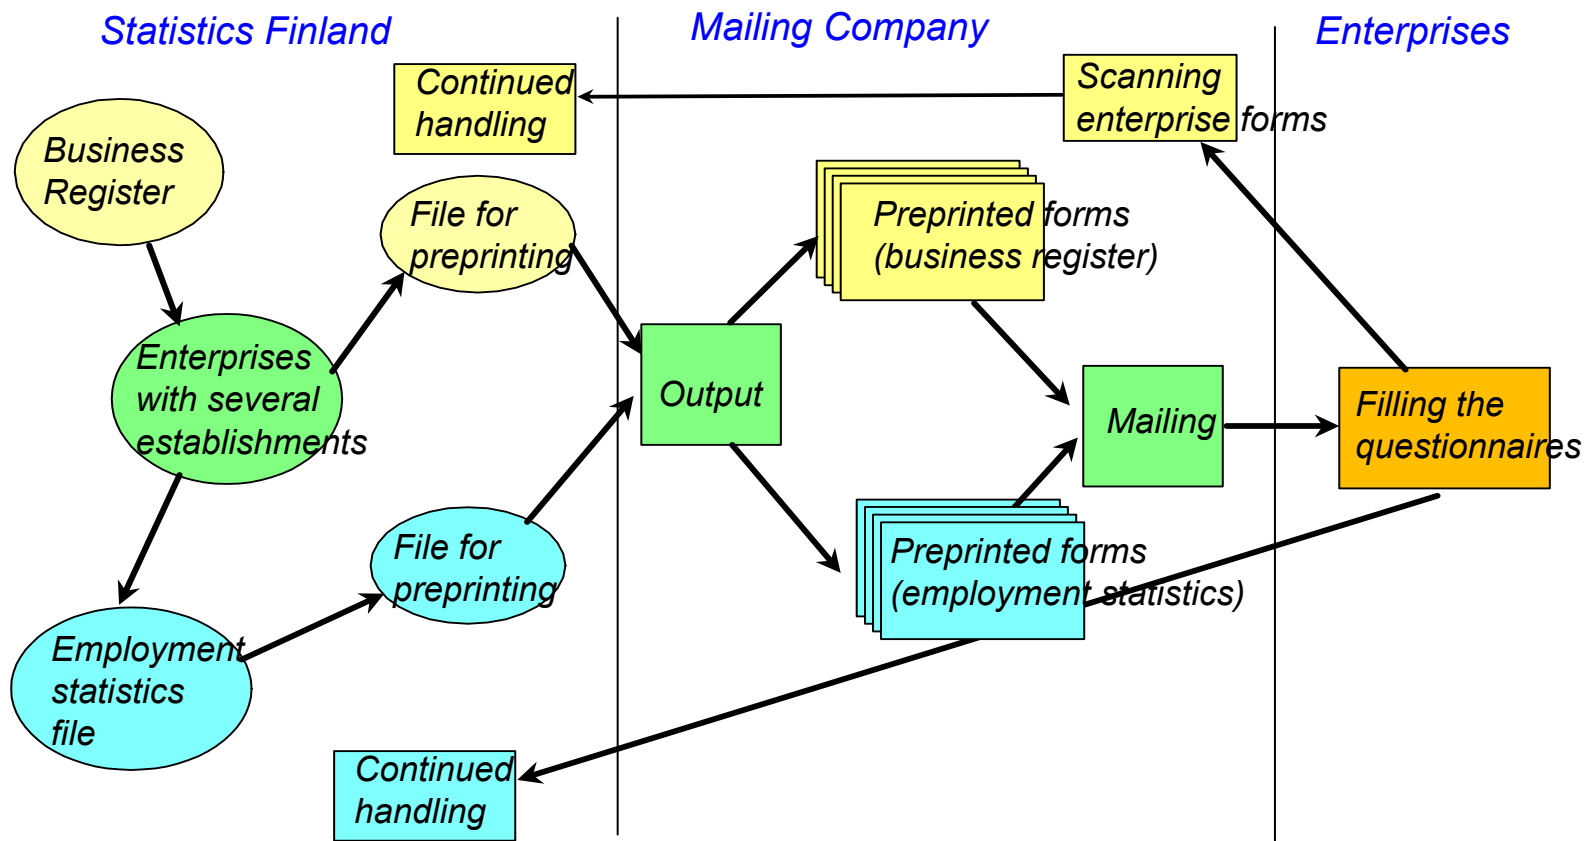 Statistics Finland
Mailing Company
Enterprises
Continued
handling
Scanning
enterprise forms
Business
Register
File for
preprinting
Preprinted forms
(business register)
Enterprises
with several
establishments
Output
Mailing
Filling the
questionnaires
File for
preprinting
Preprinted forms
(employment statistics)
Employment
statistics
file
Continued
handling